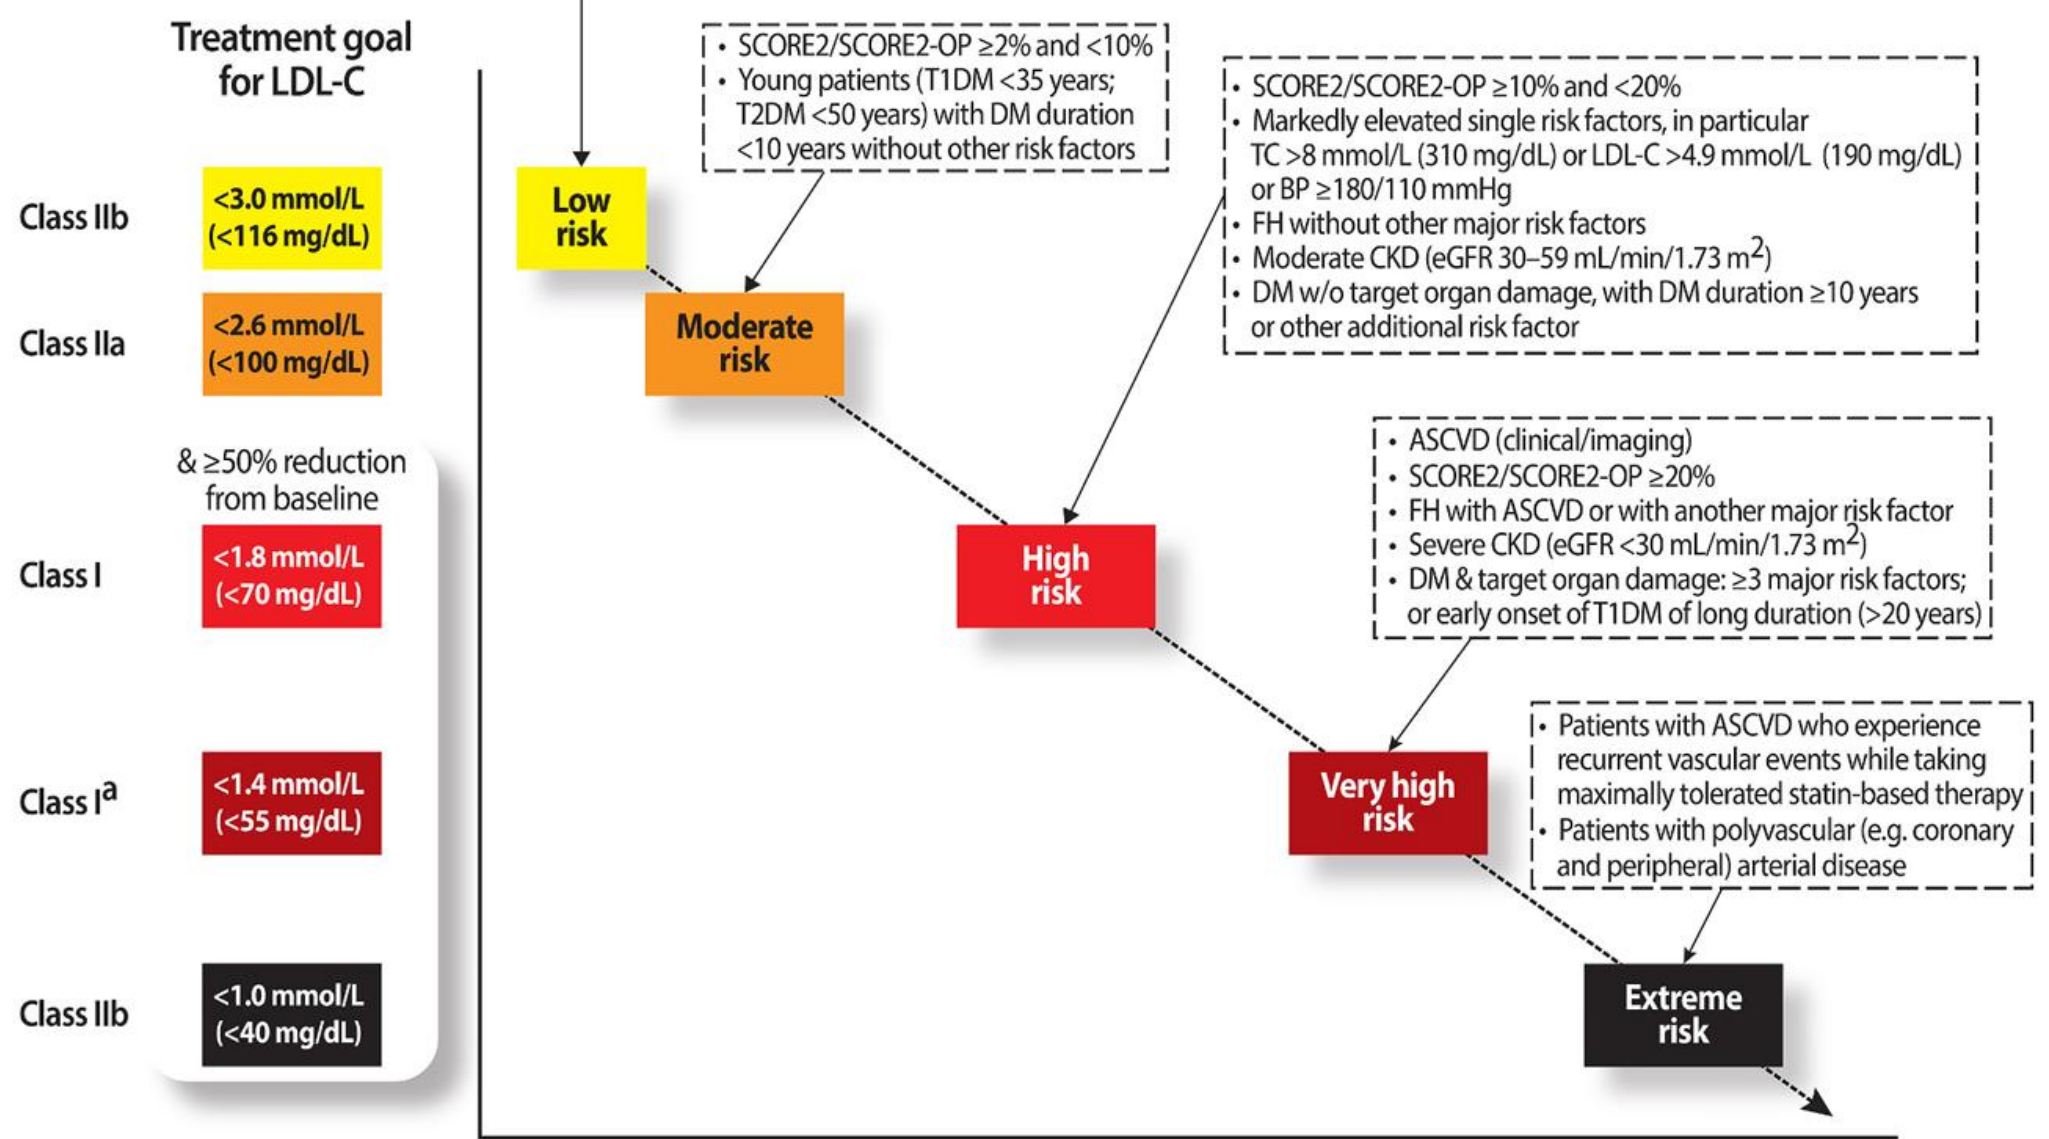 Treatment goal
for LDL-C
Class IIb
<3.0 mmol/L
(<116 mg/dL)
Class IIa
<2.6 mmol/L
(<100 mg/dL)
& ≥50% reduction
from baseline
Class I
<1.8 mmol/L
(<70 mg/dL)
Class Iᵃ
<1.4 mmol/L
(<55 mg/dL)
Class IIb
<1.0 mmol/L
(<40 mg/dL)
Low
risk
• SCORE2/SCORE2-OP ≥2% and <10%
• Young patients (T1DM <35 years;
T2DM <50 years) with DM duration
<10 years without other risk factors
Moderate
risk
• SCORE2/SCORE2-OP ≥10% and <20%
• Markedly elevated single risk factors, in particular
TC >8 mmol/L (310 mg/dL) or LDL-C >4.9 mmol/L (190 mg/dL)
or BP ≥180/110 mmHg
• FH without other major risk factors
• Moderate CKD (eGFR 30–59 mL/min/1.73 m²)
• DM w/o target organ damage, with DM duration ≥10 years
or other additional risk factor
High
risk
• ASCVD (clinical/imaging)
• SCORE2/SCORE2-OP ≥20%
• FH with ASCVD or with another major risk factor
• Severe CKD (eGFR <30 mL/min/1.73 m²)
• DM & target organ damage: ≥3 major risk factors;
or early onset of T1DM of long duration (>20 years)
Very high
risk
• Patients with ASCVD who experience
recurrent vascular events while taking
maximally tolerated statin-based therapy
• Patients with polyvascular (e.g. coronary
and peripheral) arterial disease
Extreme
risk